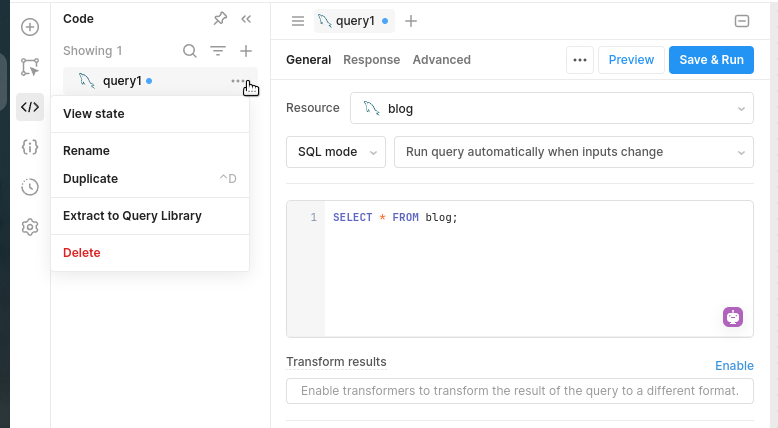 Code
Showing 1
query1
View state
Rename
Duplicate ^D
Extract to Query Library
Delete
query1
General Response Advanced ... Preview Save & Run
Resource blog
SQL mode Run query automatically when inputs change
1 SELECT * FROM blog;
Transform results Enable
Enable transformers to transform the result of the query to a different format.